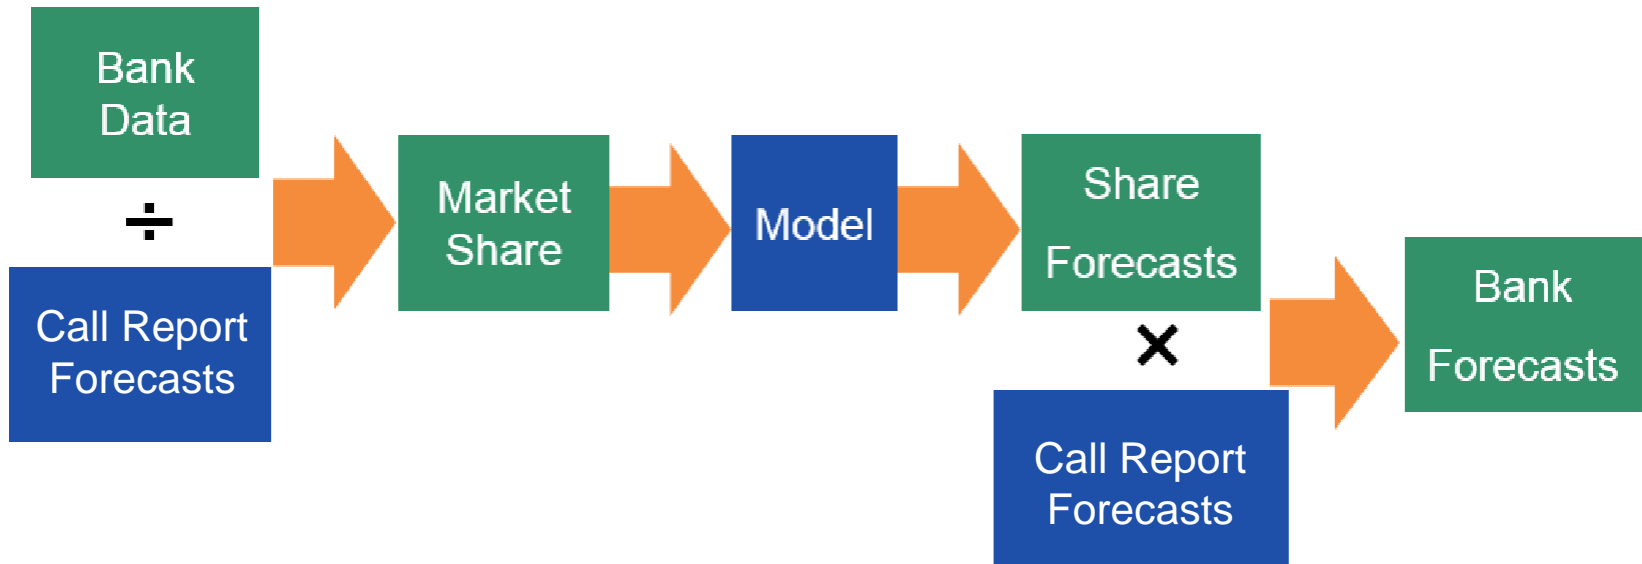 Bank
Data
÷
Call Report
Forecasts
Market
Share
Model
Share
Forecasts
×
Call Report
Forecasts
Bank
Forecasts